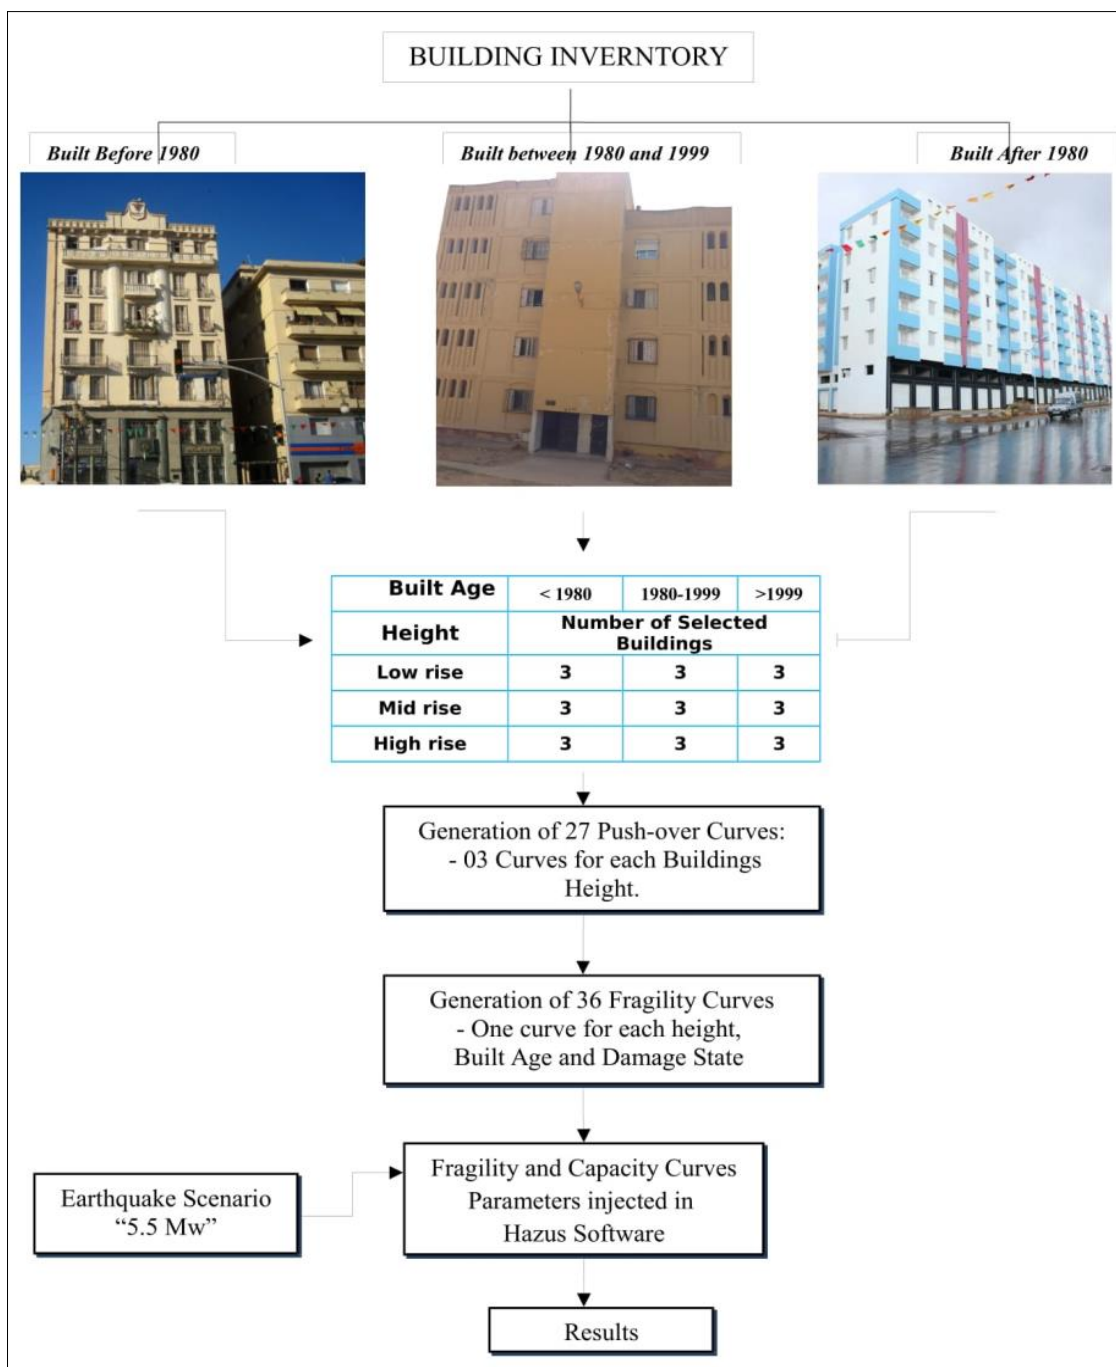 BUILDING INVERNTORY
Built Before 1980
Built between 1980 and 1999
Built After 1980
Built Age < 1980 1980-1999 >1999
Height Number of Selected
Buildings
Low rise 3 3 3
Mid rise 3 3 3
High rise 3 3 3
Generation of 27 Push-over Curves:
- 03 Curves for each Buildings
Height.
Generation of 36 Fragility Curves
- One curve for each height,
Built Age and Damage State
Earthquake Scenario
“5.5 Mw”
Fragility and Capacity Curves
Parameters injected in
Hazus Software
Results